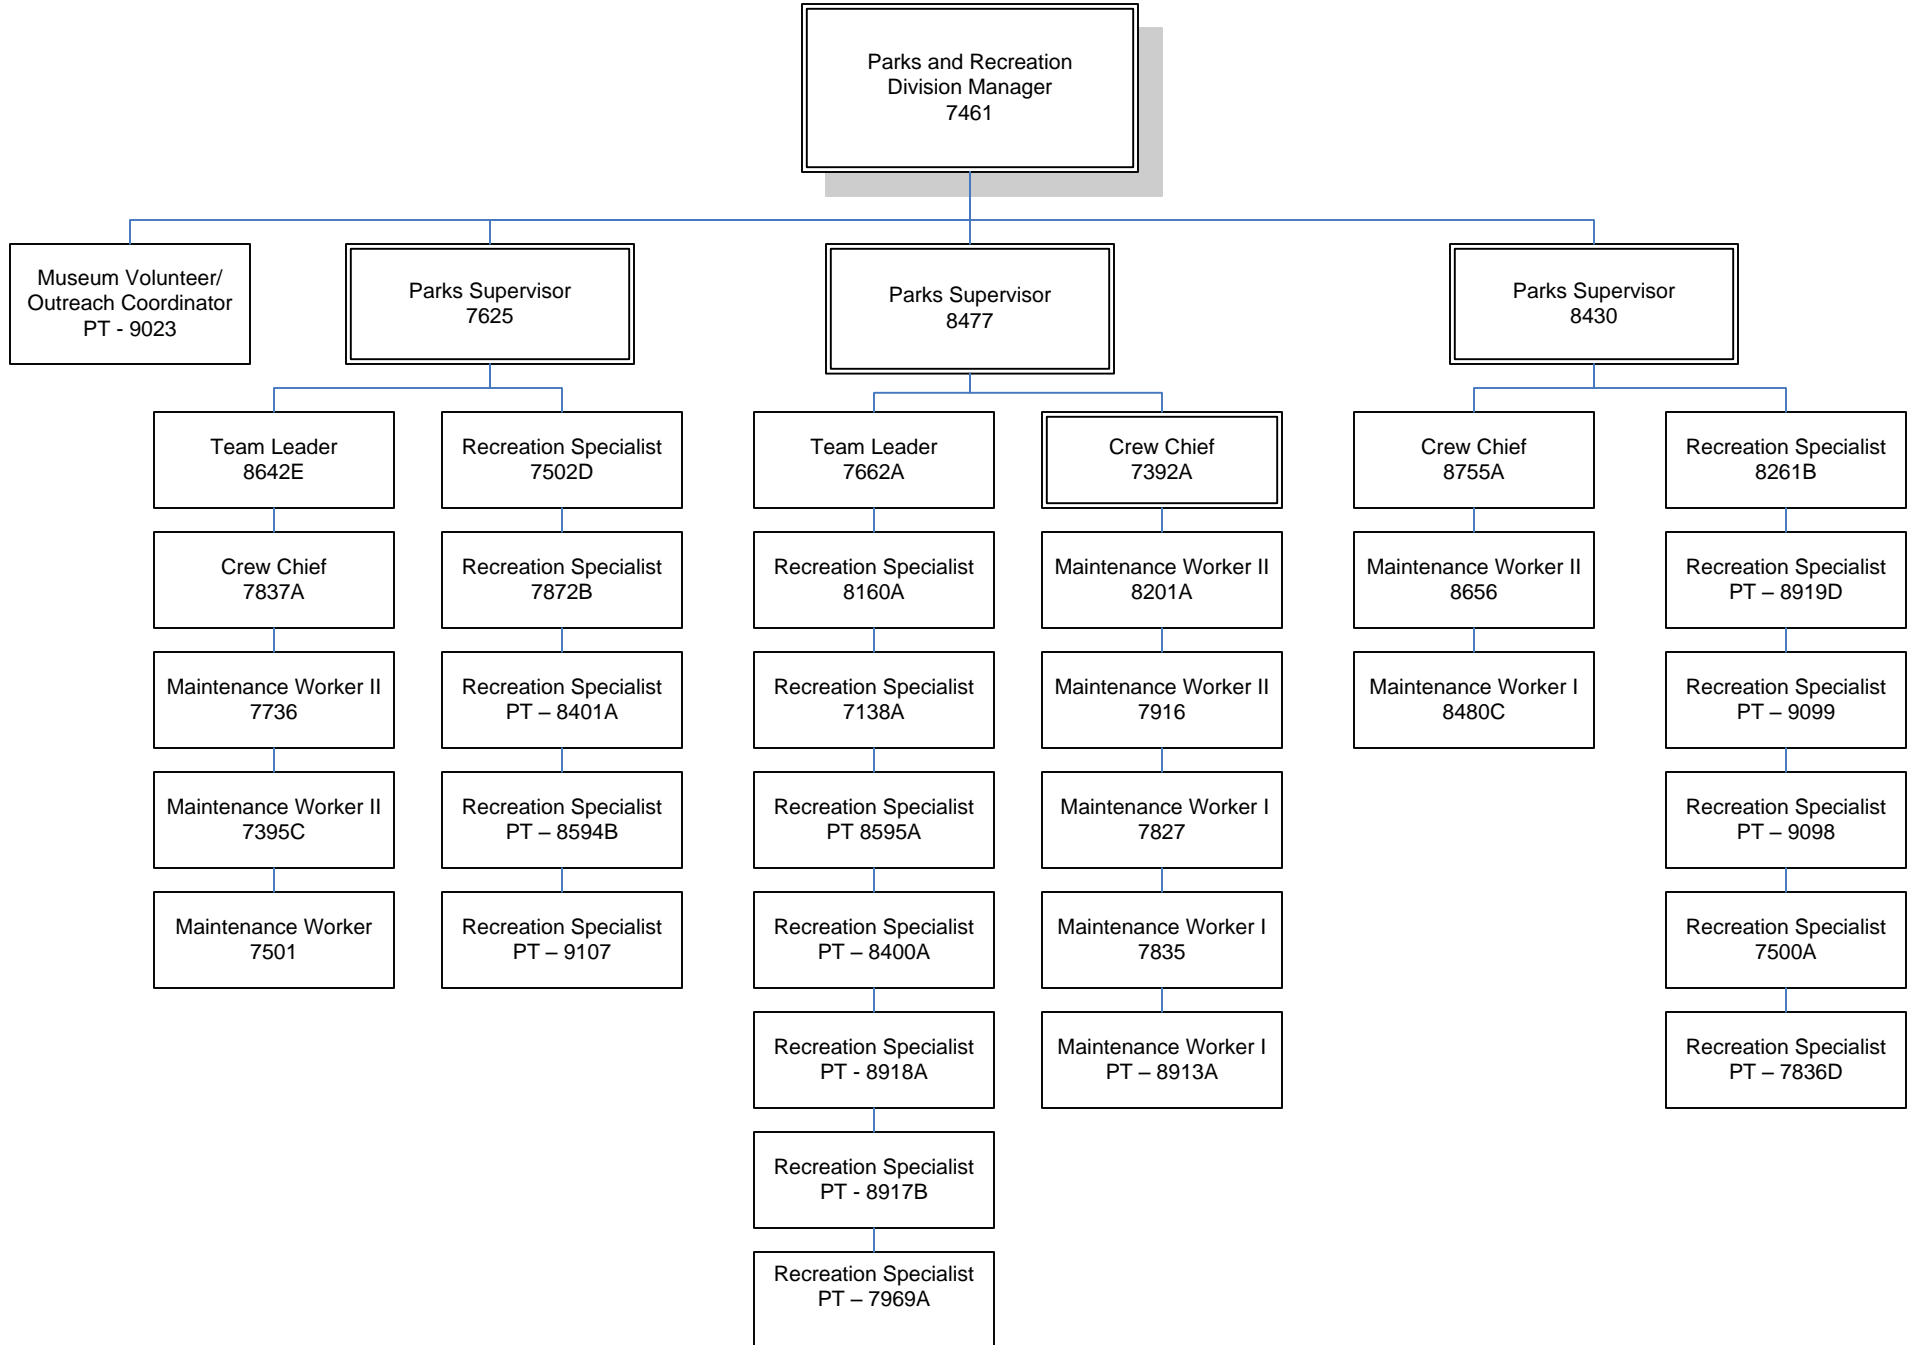 Parks and Recreation
Division Manager
7461
Museum Volunteer/
Outreach Coordinator
PT - 9023
Parks Supervisor
7625
Parks Supervisor
8477
Parks Supervisor
8430
Team Leader
8642E
Crew Chief
7837A
Maintenance Worker II
7736
Maintenance Worker II
7395C
Maintenance Worker
7501
Recreation Specialist
7502D
Recreation Specialist
7872B
Recreation Specialist
PT – 8401A
Recreation Specialist
PT – 8594B
Recreation Specialist
PT – 9107
Team Leader
7662A
Recreation Specialist
8160A
Recreation Specialist
7138A
Recreation Specialist
PT 8595A
Recreation Specialist
PT – 8400A
Recreation Specialist
PT - 8918A
Recreation Specialist
PT - 8917B
Recreation Specialist
PT – 7969A
Crew Chief
7392A
Maintenance Worker II
8201A
Maintenance Worker II
7916
Maintenance Worker I
7827
Maintenance Worker I
7835
Maintenance Worker I
PT – 8913A
Crew Chief
8755A
Maintenance Worker II
8656
Maintenance Worker I
8480C
Recreation Specialist
8261B
Recreation Specialist
PT – 8919D
Recreation Specialist
PT – 9099
Recreation Specialist
PT – 9098
Recreation Specialist
7500A
Recreation Specialist
PT – 7836D